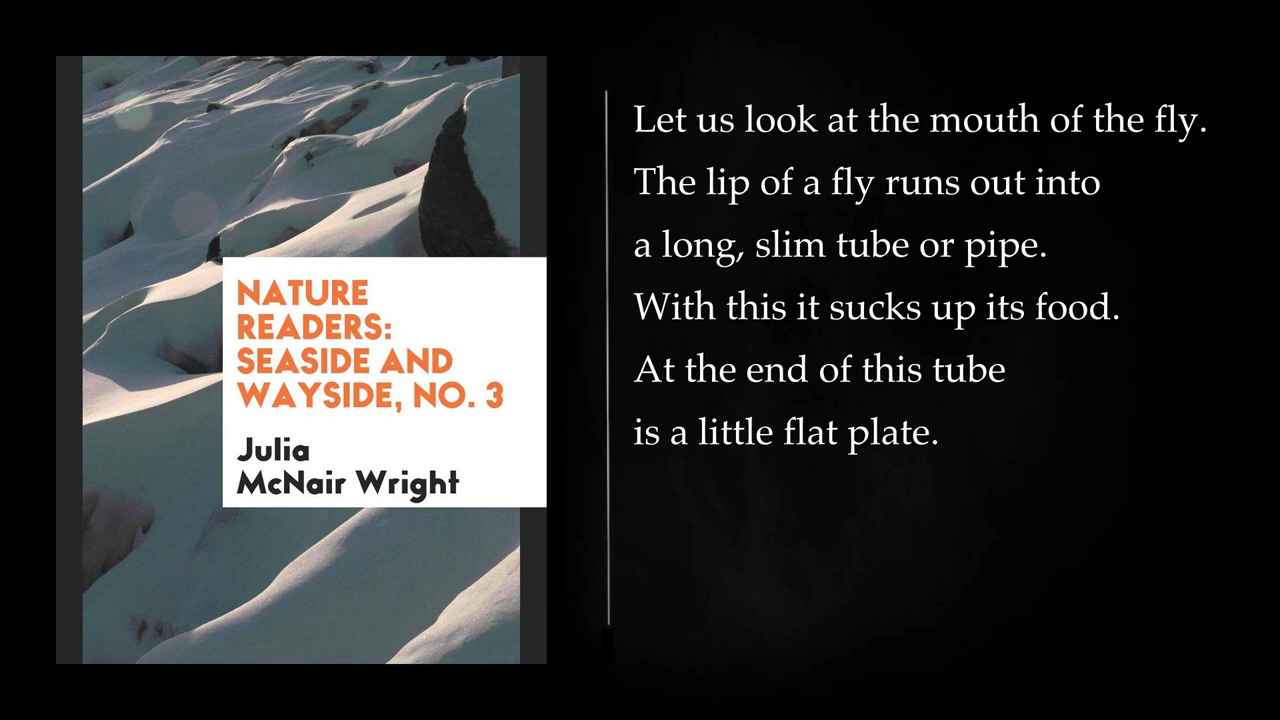 NATURE
READERS:
SEASIDE AND
WAYSIDE, NO. 3
Julia
McNair Wright
Let us look at the mouth of the fly.
The lip of a fly runs out into
a long, slim tube or pipe.
With this it sucks up its food.
At the end of this tube
is a little flat plate.